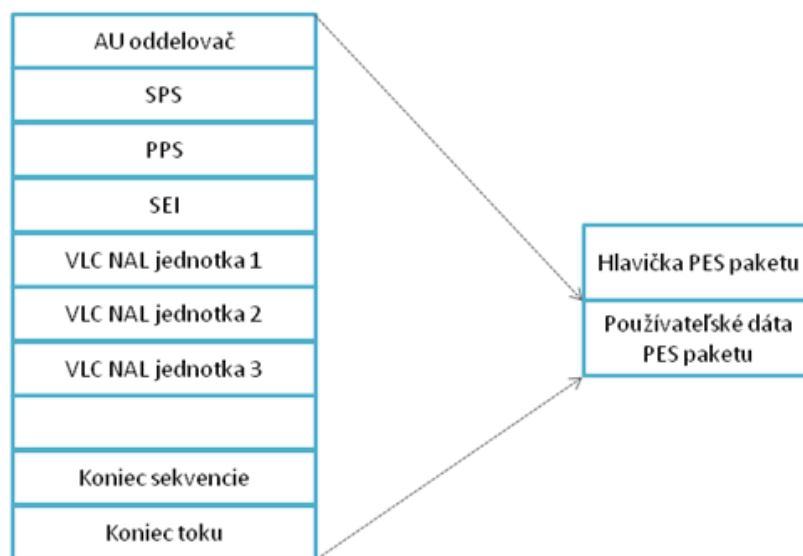 AU oddelovač
SPS
PPS
SEI
VLC NAL jednotka 1
VLC NAL jednotka 2
VLC NAL jednotka 3
Koniec sekvencie
Koniec toku
Hlavička PES paketu
Používateľské dáta
PES paketu